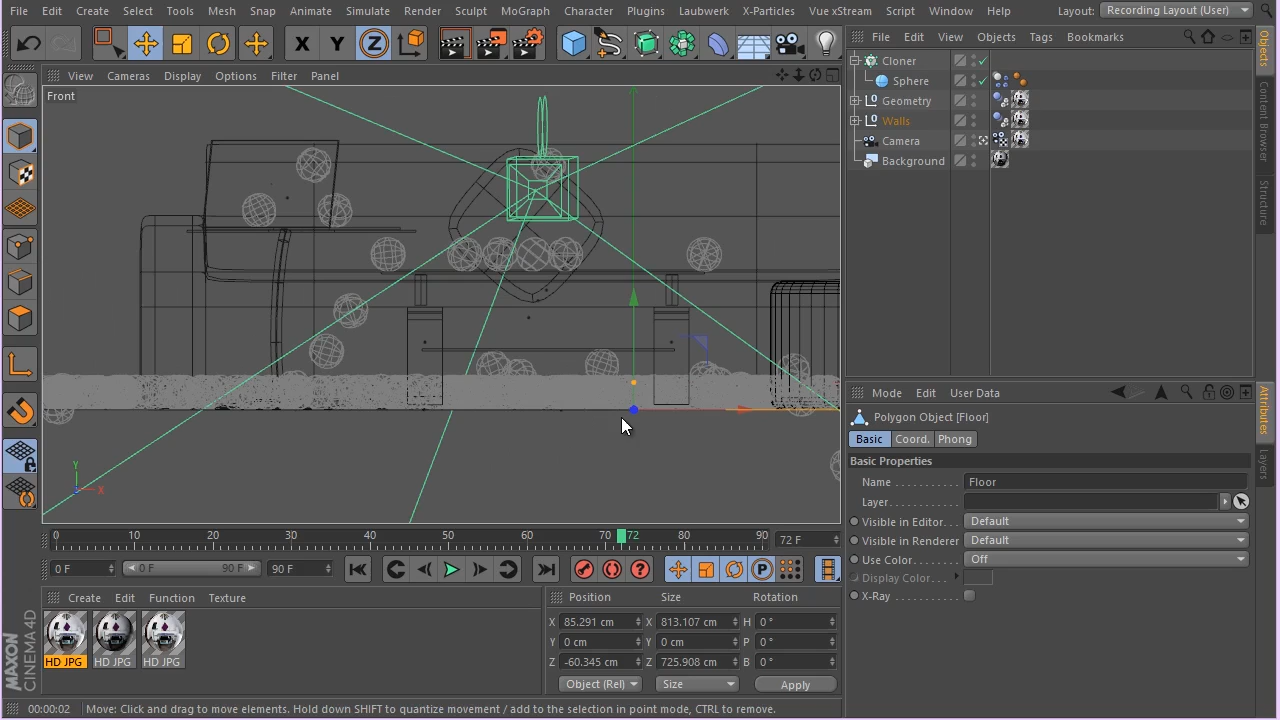 File Edit Create Select Tools Mesh Snap Animate Simulate Render Sculpt MoGraph Character Plugins Laubwerk X-Particles Vue xStream Script Window Help Layout: Recording Layout (User)
X Y Z
File Edit View Objects Tags Bookmarks
View Cameras Display Options Filter Panel
Front
Cloner
Sphere
Geometry
Walls
Camera
Background
Objects
Content Browser
Structure
Y
Z X
Mode Edit User Data
Polygon Object [Floor]
Basic Coord. Phong
Basic Properties
Name Floor
Layer
Visible in Editor Default
Visible in Renderer Default
Use Color Off
Display Color
X-Ray
Attributes
Layers
0 10 20 30 40 50 60 70 72 80 90 72 F
0 F 0 F 90 F 90 F
P
Create Edit Function Texture
HD JPG HD JPG HD JPG
Position Size Rotation
X 85.291 cm X 813.107 cm H 0 °
Y 0 cm Y 0 cm P 0 °
Z -60.345 cm Z 725.908 cm B 0 °
Object (Rel) Size Apply
MAXON
CINEMA 4D
00:00:02 Move: Click and drag to move elements. Hold down SHIFT to quantize movement / add to the selection in point mode, CTRL to remove.